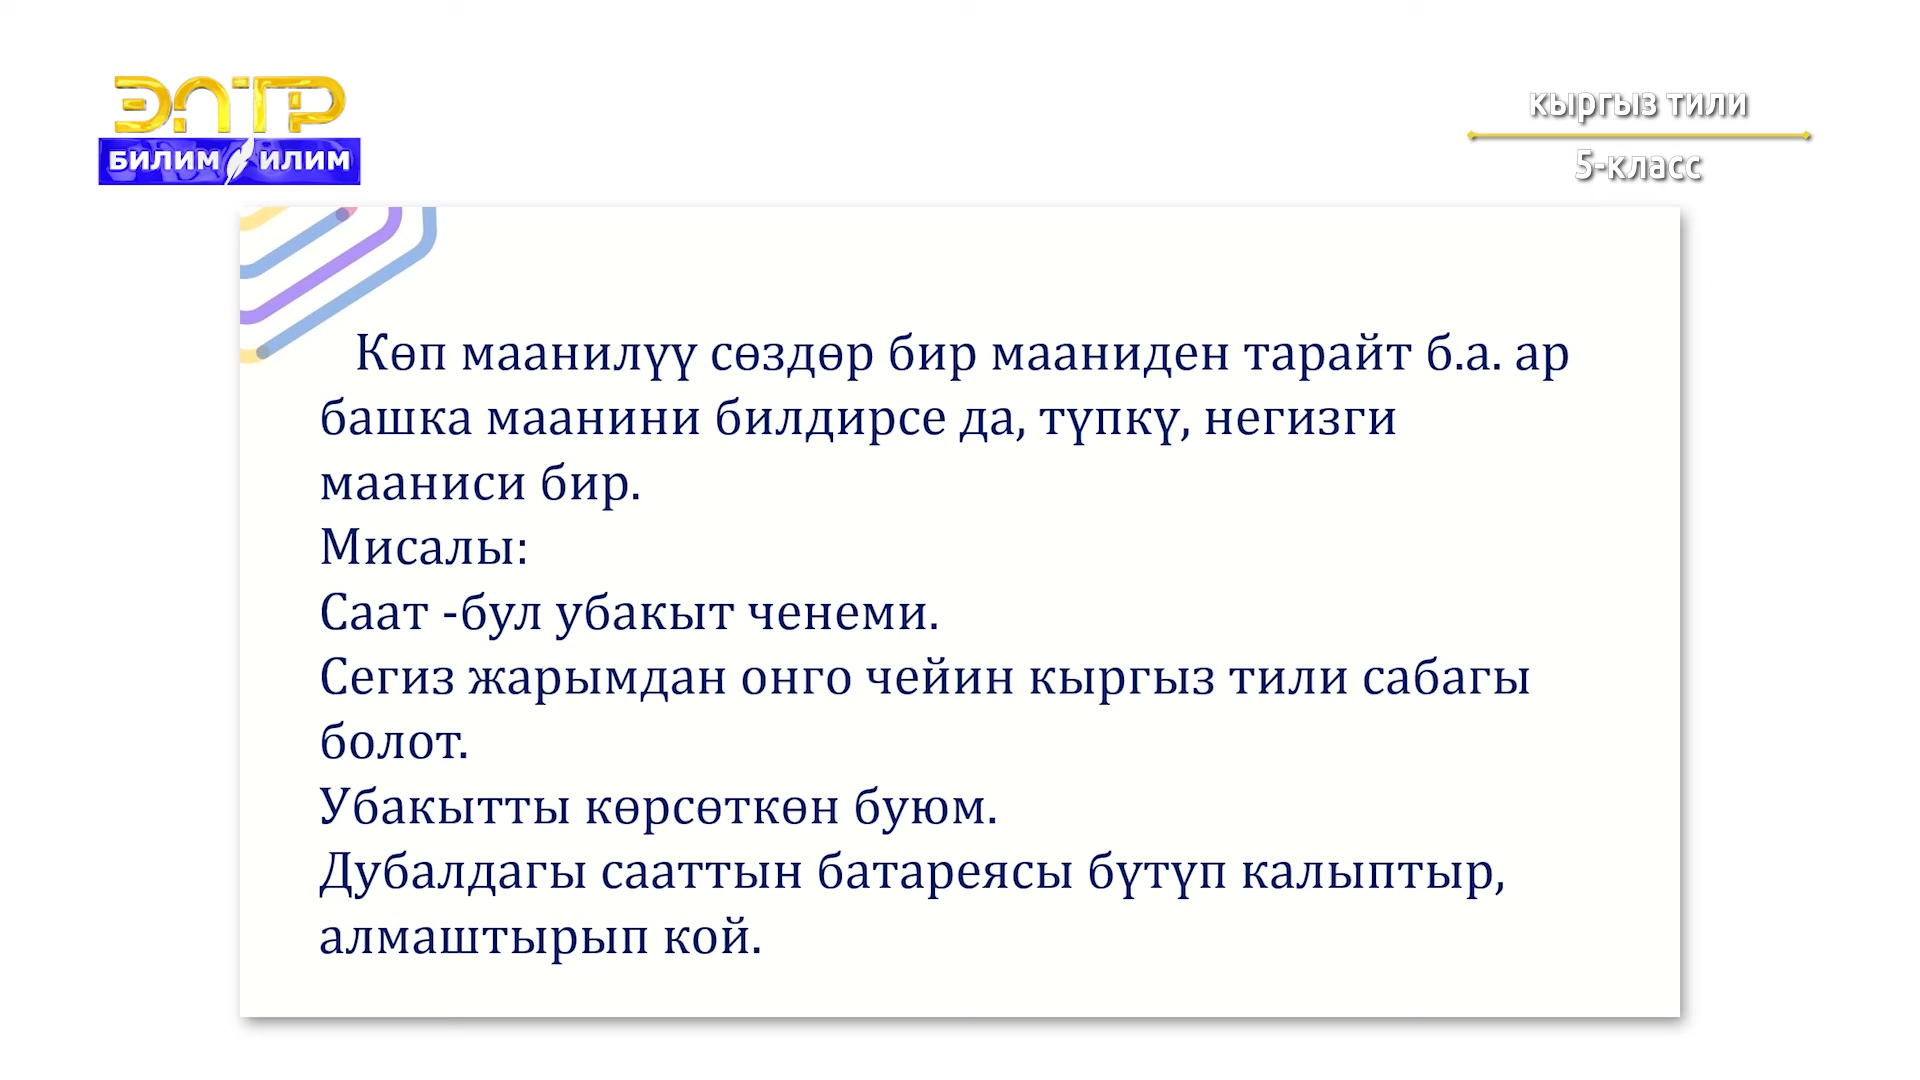 ЭЛТР
БИЛИМ ИЛИМ
кыргыз тили
5-класс
Көп маанилүү сөздөр бир мааниден тарайт б.а. ар
башка маанини билдирсе да, түпкү, негизги
мааниси бир.
Мисалы:
Саат -бул убакыт ченеми.
Сегиз жарымдан онго чейин кыргыз тили сабагы
болот.
Убакытты көрсөткөн буюм.
Дубалдагы сааттын батареясы бүтүп калыптыр,
алмаштырып кой.